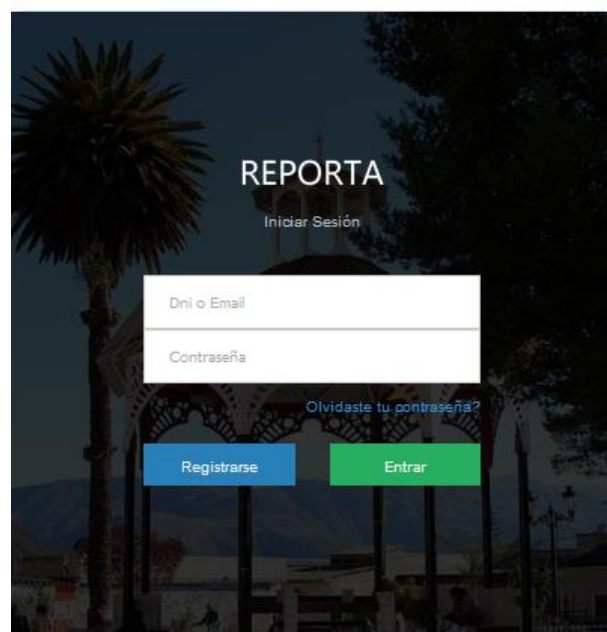 REPORTA
Iniciar Sesión
Dni o Email
Contraseña
Olvidaste tu contraseña?
Registrarse
Entrar